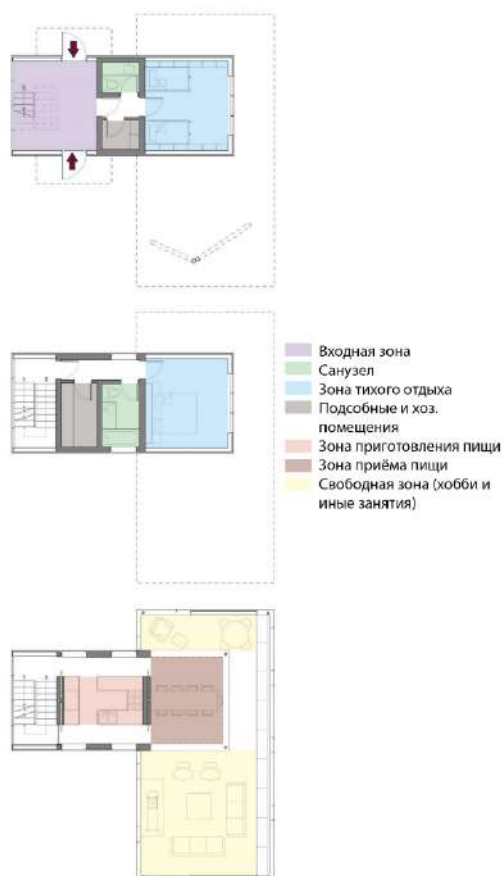 Входная зона
Санузел
Зона тихого отдыха
Подсобные и хоз.
помещения
Зона приготовления пищи
Зона приёма пищи
Свободная зона (хобби и
иные занятия)